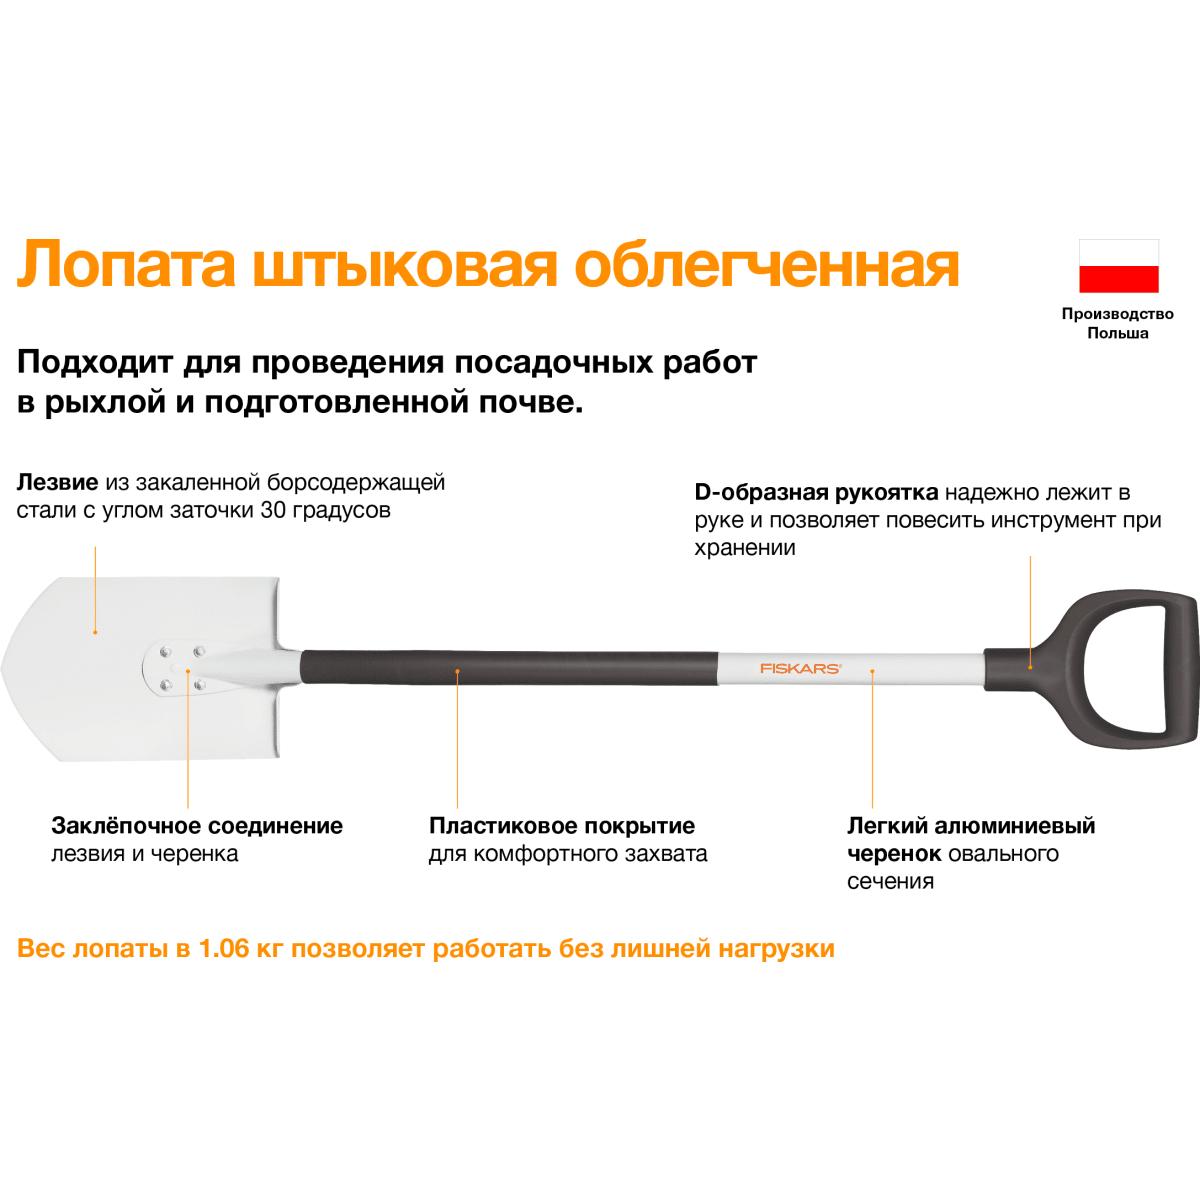 Лопата штыковая облегченная
Производство
Польша
Подходит для проведения посадочных работ
в рыхлой и подготовленной почве.
Лезвие из закаленной борсодержащей
стали с углом заточки 30 градусов
D-образная рукоятка надежно лежит в
руке и позволяет повесить инструмент при
хранении
FISKARS®
Заклёпочное соединение
лезвия и черенка
Пластиковое покрытие
для комфортного захвата
Легкий алюминиевый
черенок овального
сечения
Вес лопаты в 1.06 кг позволяет работать без лишней нагрузки